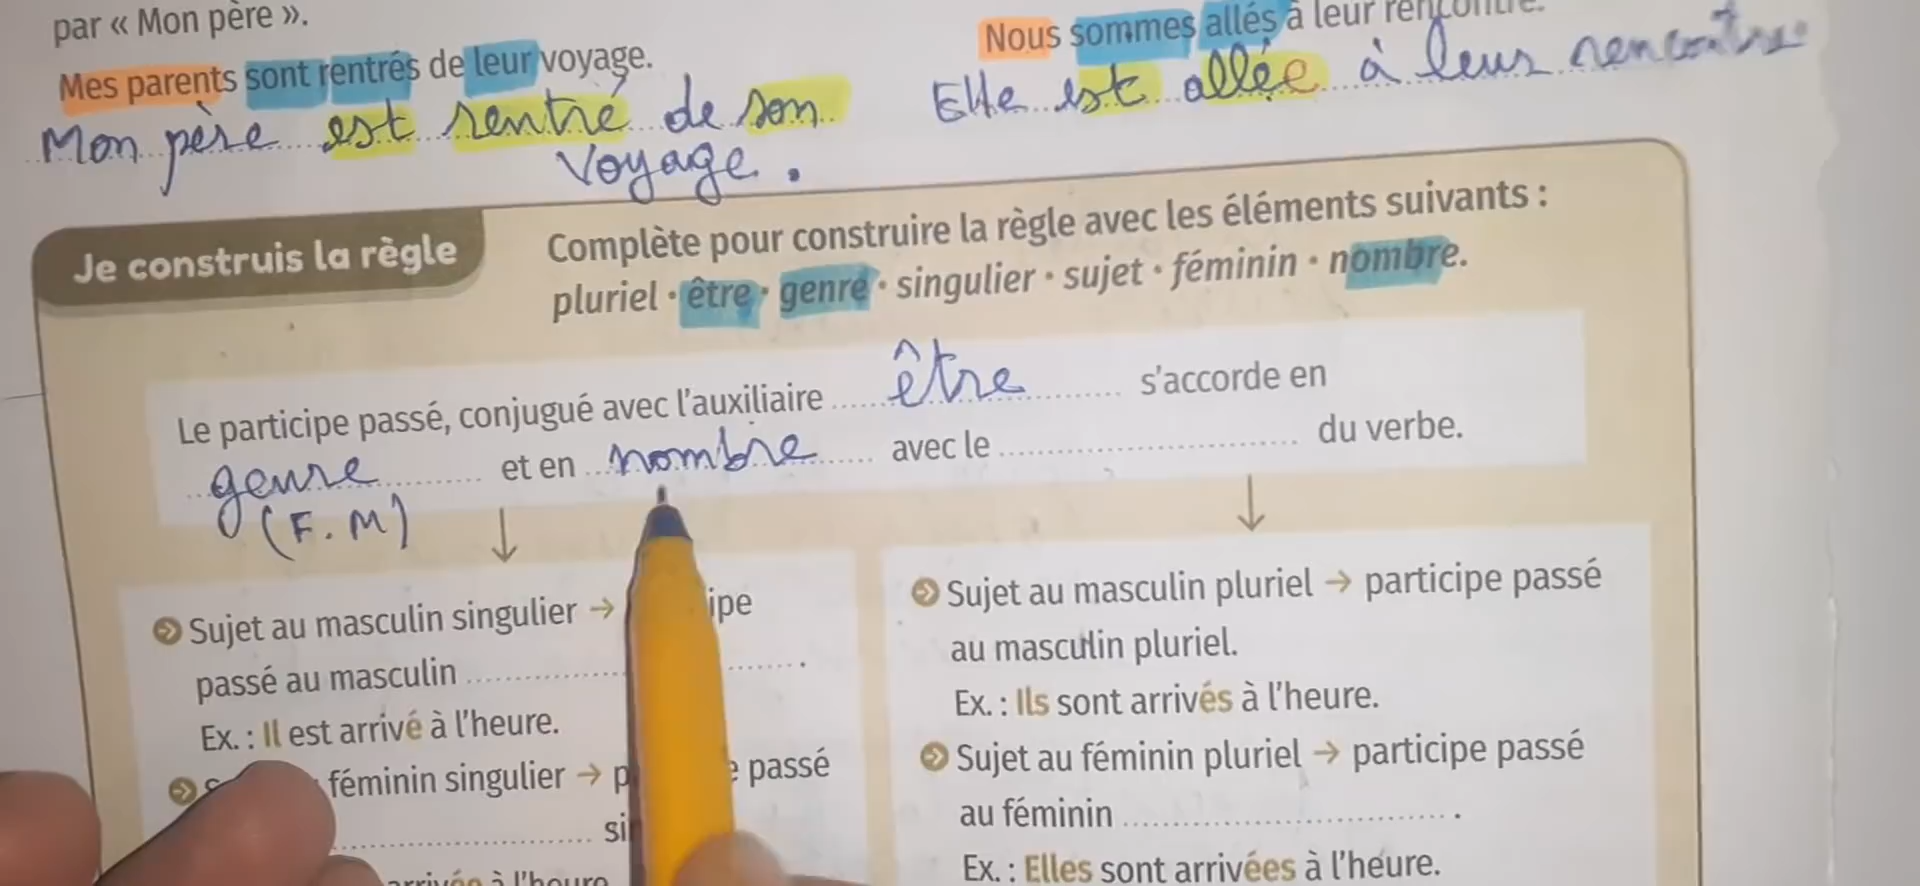 par « Mon père ».
Mes parents sont rentrés de leur voyage.
Mon père est rentré de son
voyage.
Nous sommes allés à leur rencontre.
Elle est allée à leur rencontre
Je construis la règle
Complète pour construire la règle avec les éléments suivants :
pluriel · être · genre · singulier · sujet · féminin · nombre.
Le participe passé, conjugué avec l'auxiliaire être s'accorde en
genre et en nombre avec le du verbe.
(F. M)
Sujet au masculin singulier →
passé au masculin .
Ex. : Il est arrivé à l'heure.
féminin singulier → passé
Sujet au masculin pluriel → participe passé
au masculin pluriel.
Ex. : Ils sont arrivés à l'heure.
Sujet au féminin pluriel → participe passé
au féminin .
Ex. : Elles sont arrivées à l'heure.